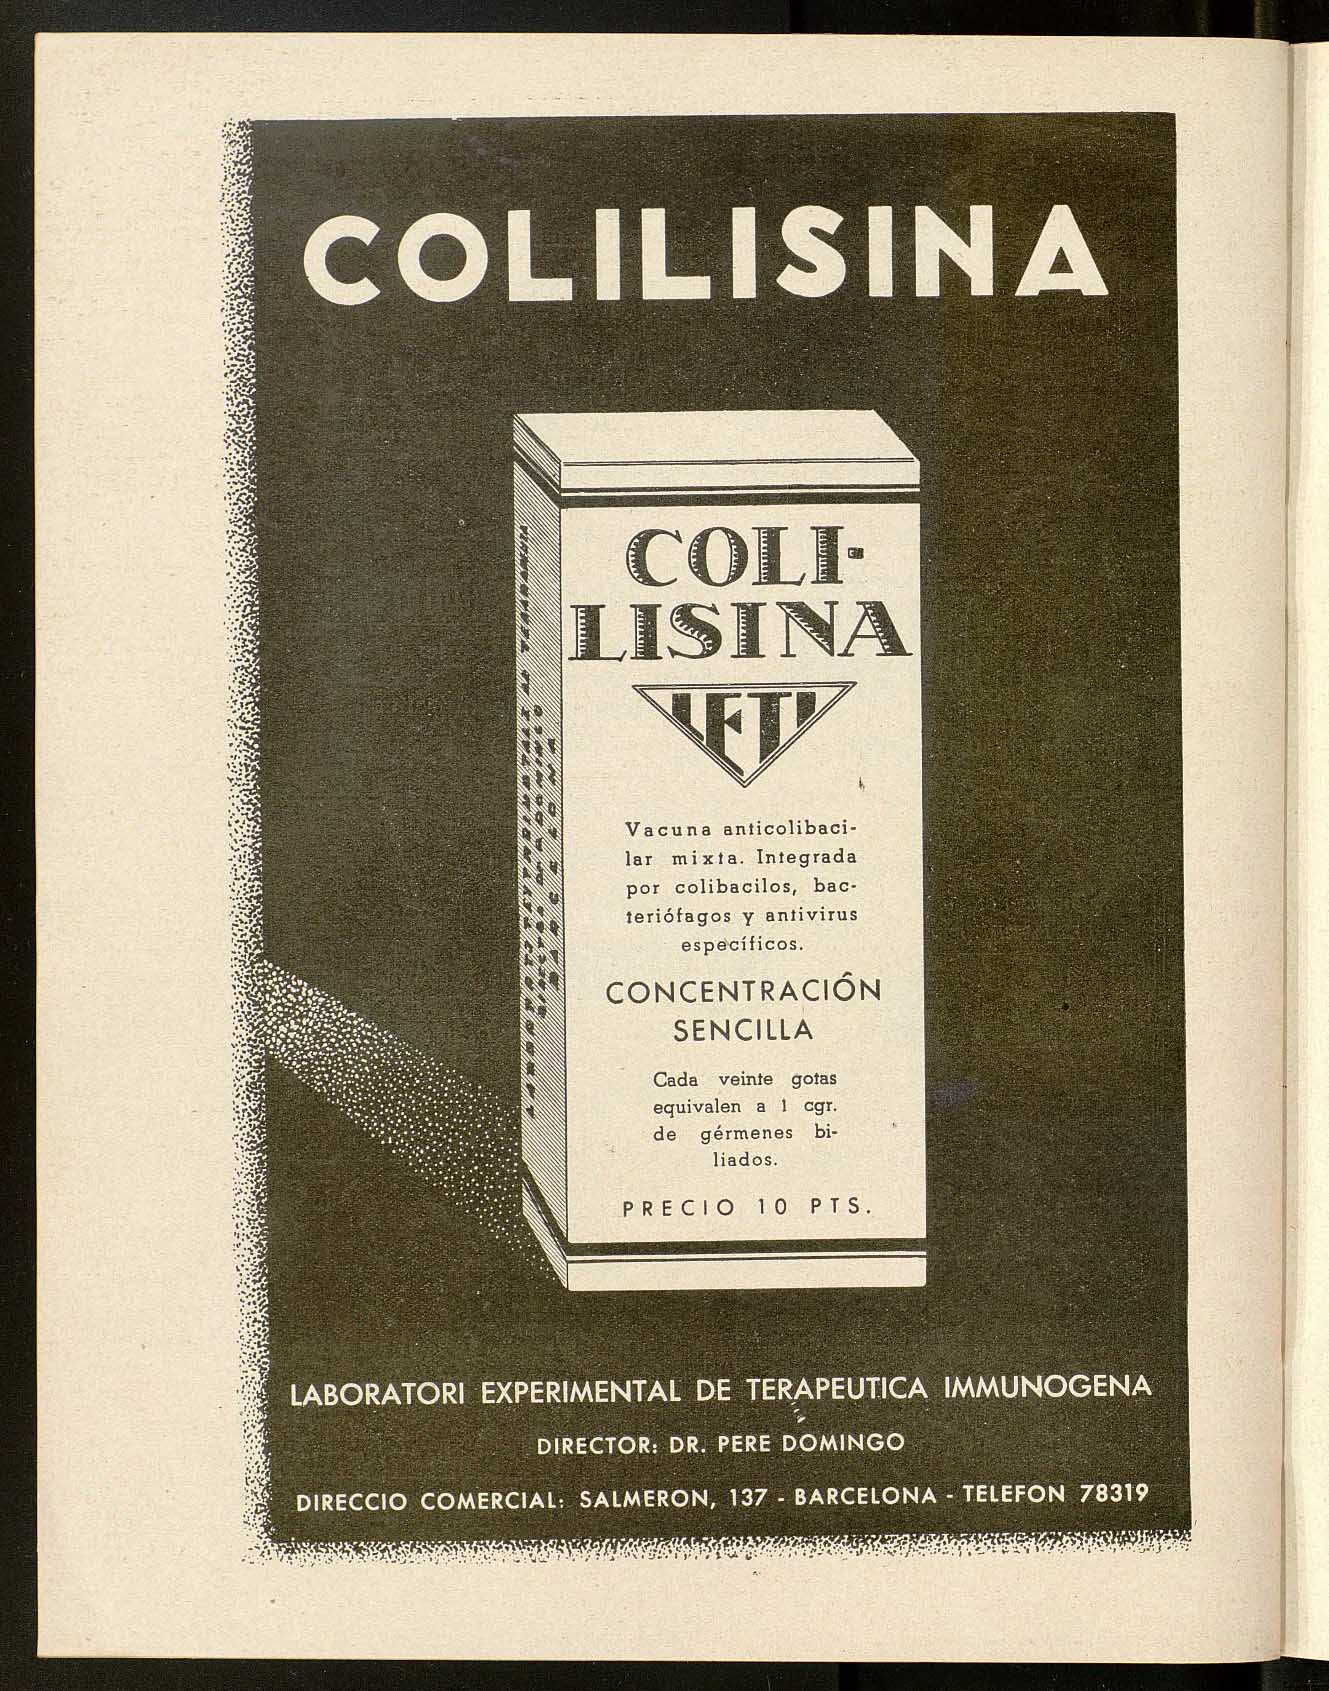 COLILISINA
COLI-
LISINA
LETI
Vacuna anticolibaci-
lar mixta. Integrada
por colibacilos, bac-
teriófagos y antivirus
específicos.
CONCENTRACIÓN
SENCILLA
Cada veinte gotas
equivalen a 1 cgr.
de gérmenes bi-
liados.
PRECIO 10 PTS.
LABORATORI EXPERIMENTAL DE TERAPEUTICA IMMUNOGENA
DIRECTOR: DR. PERE DOMINGO
DIRECCIO COMERCIAL: SALMERON, 137 - BARCELONA - TELEFON 78319